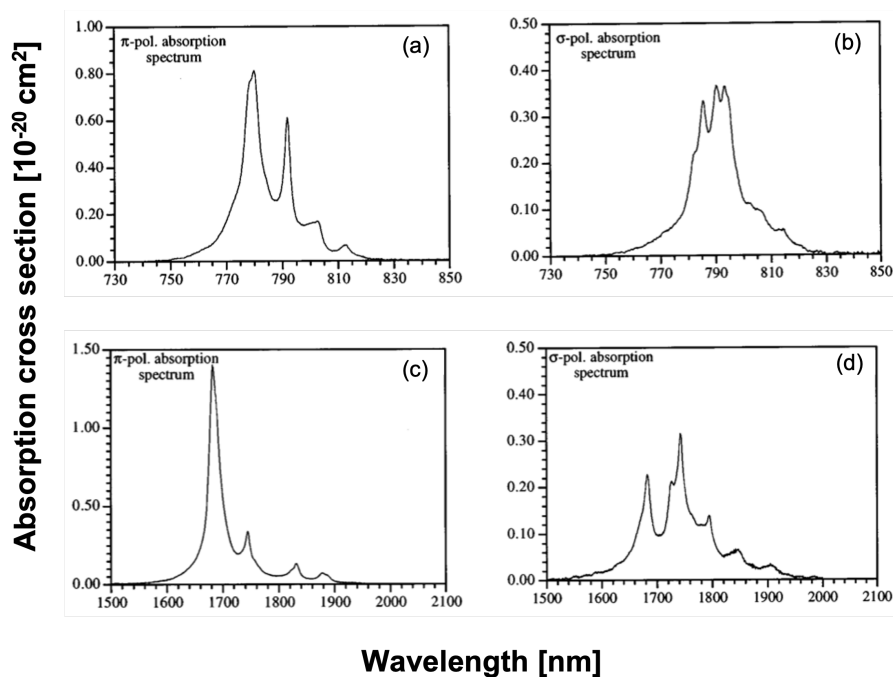 Absorption cross section [10⁻²⁰ cm²]
π-pol. absorption
spectrum
(a)
1.00
0.80
0.60
0.40
0.20
0.00
730 750 770 790 810 830 850
σ-pol. absorption
spectrum
(b)
0.50
0.40
0.30
0.20
0.10
0.00
730 750 770 790 810 830 850
π-pol. absorption
spectrum
(c)
1.50
1.00
0.50
0.00
1500 1600 1700 1800 1900 2000 2100
σ-pol. absorption
spectrum
(d)
0.50
0.40
0.30
0.20
0.10
0.00
1500 1600 1700 1800 1900 2000 2100
Wavelength [nm]